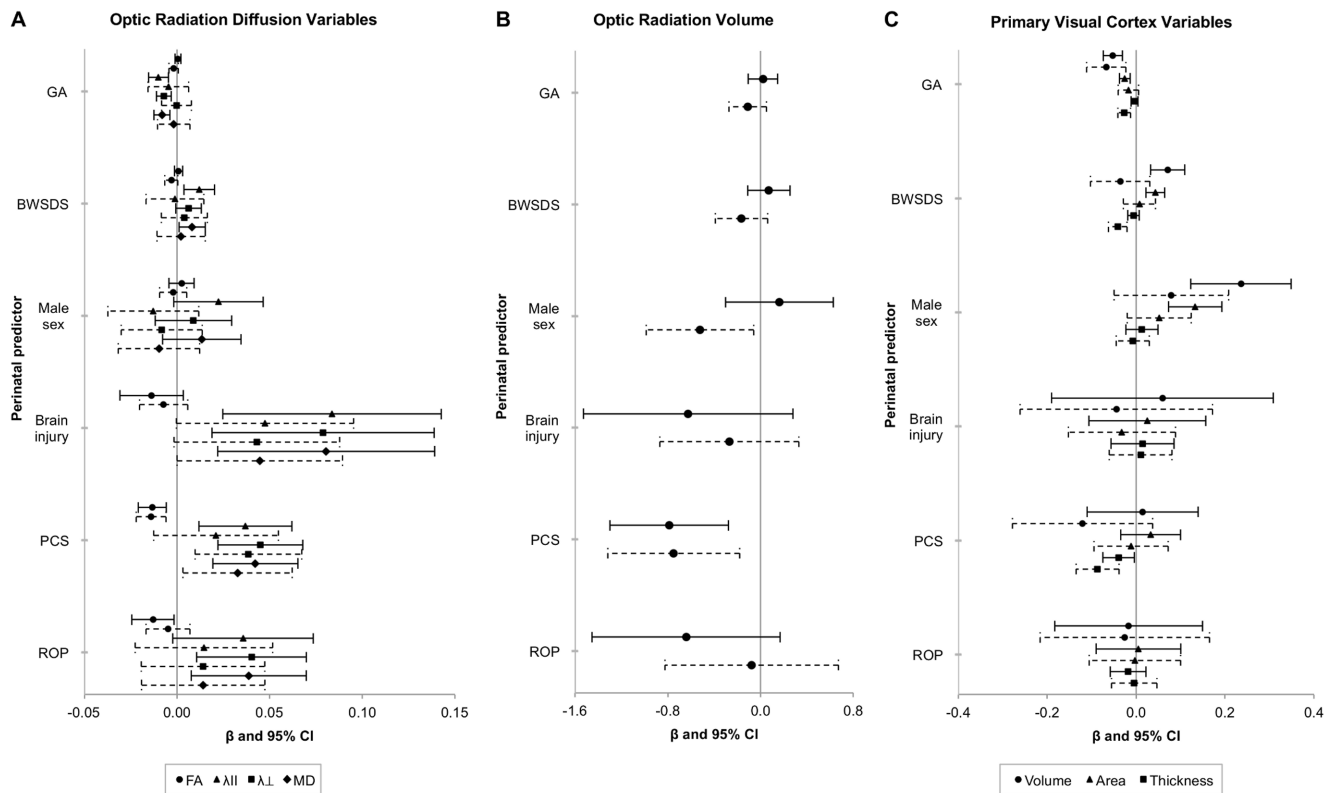 A
Optic Radiation Diffusion Variables
Perinatal predictor
GA
BWSDS
Male
sex
Brain
injury
PCS
ROP
-0.05
0.00
0.05
0.10
0.15
β and 95% CI
FA λ|| λ⊥ MD
B
Optic Radiation Volume
Perinatal predictor
GA
BWSDS
Male
sex
Brain
injury
PCS
ROP
-1.6
-0.8
0.0
0.8
β and 95% CI
C
Primary Visual Cortex Variables
Perinatal predictor
GA
BWSDS
Male
sex
Brain
injury
PCS
ROP
-0.4
-0.2
0.0
0.2
0.4
β and 95% CI
Volume Area Thickness